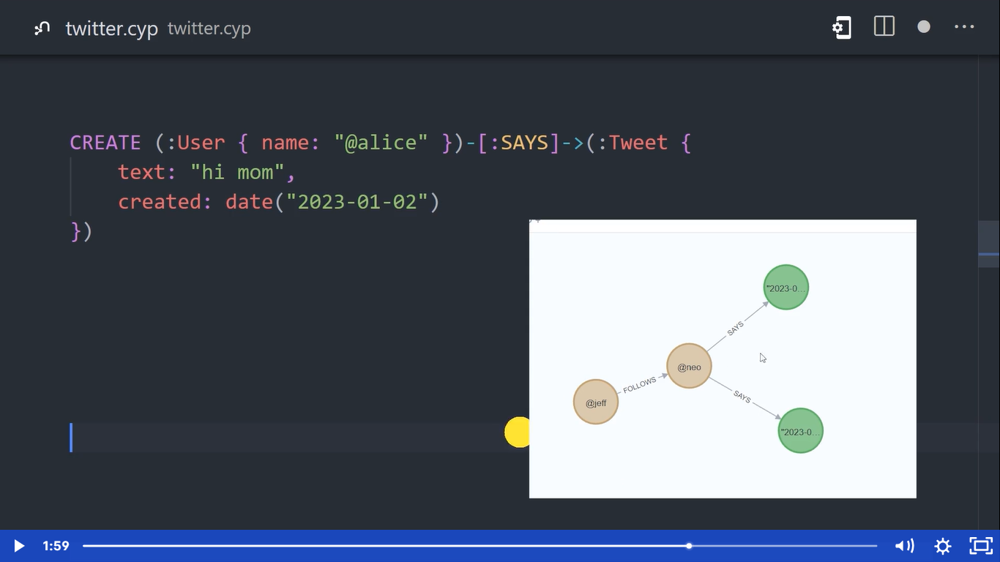 twitter.cyp twitter.cyp
CREATE (:User { name: "@alice" })-[:SAYS]->(:Tweet {
text: "hi mom",
created: date("2023-01-02")
})
"2023-0...
SAYS
@neo
FOLLOWS
@jeff
SAYS
"2023-0...
1:59